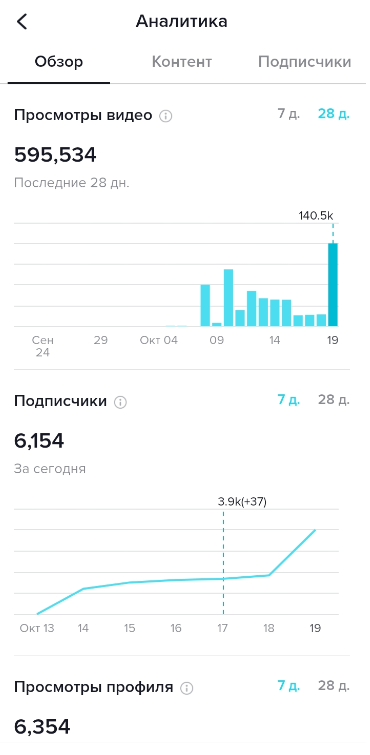 Аналитика
Обзор Контент Подписчики
Просмотры видео 7 д. 28 д.
595,534
Последние 28 дн.
140.5k
Сен 24 29 Окт 04 09 14 19
Подписчики 7 д. 28 д.
6,154
За сегодня
3.9k(+37)
Окт 13 14 15 16 17 18 19
Просмотры профиля 7 д. 28 д.
6,354